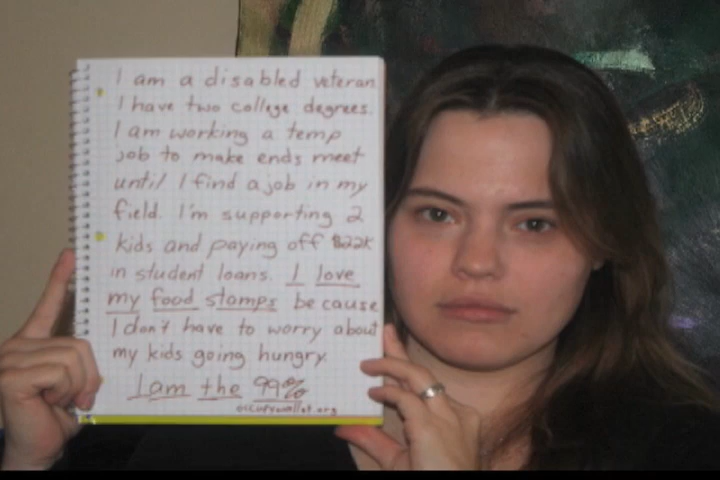 I am a disabled veteran.
I have two college degrees.
I am working a temp
job to make ends meet
until I find a job in my
field. I'm supporting 2
kids and paying off $22K
in student loans. I love
my food stamps because
I don't have to worry about
my kids going hungry.
I am the 99%
occupywallst.org